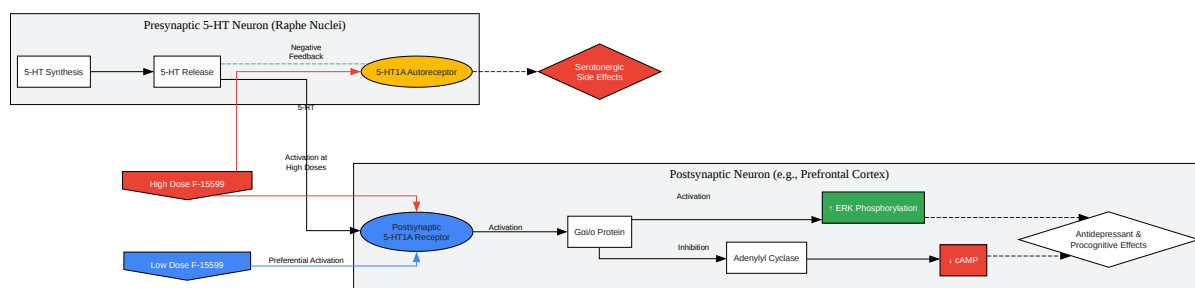 Presynaptic 5-HT Neuron (Raphe Nuclei)
Negative
Feedback
5-HT Synthesis
5-HT Release
5-HT1A Autoreceptor
Serotonergic
Side Effects
5-HT
Activation at
High Doses
High Dose F-15599
Postsynaptic Neuron (e.g., Prefrontal Cortex)
Activation
↑ ERK Phosphorylation
Postsynaptic
5-HT1A Receptor
Activation
Gαi/o Protein
Antidepressant &
Procognitive Effects
Inhibition
Adenylyl Cyclase
↓ cAMP
Low Dose F-15599
Preferential Activation